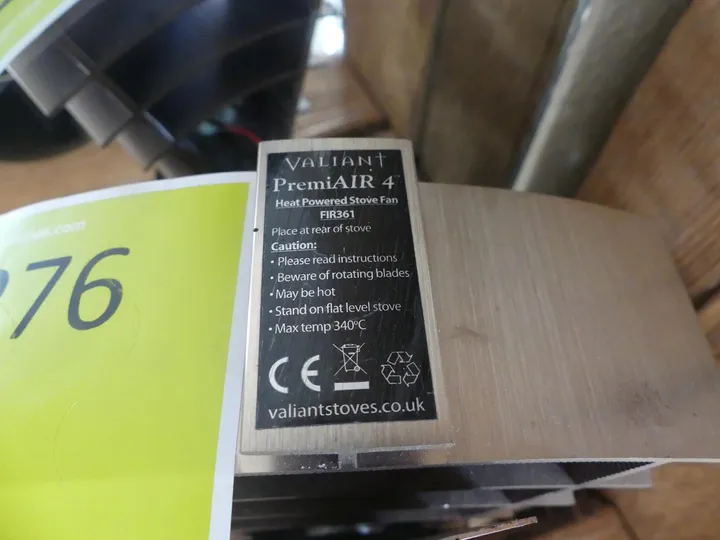 VALIANT
PremiAIR 4
Heat Powered Stove Fan
FIR361
Place at rear of stove
Caution:
• Please read instructions
• Beware of rotating blades
• May be hot
• Stand on flat level stove
• Max temp 340°C
CE
valiantstoves.co.uk
76